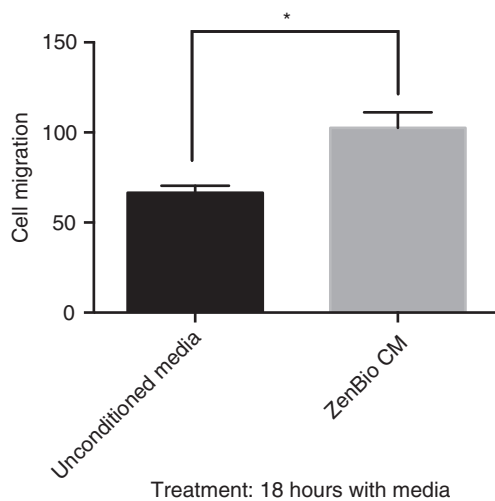 *
150
100
50
0
Cell migration
Unconditioned media
ZenBio CM
Treatment: 18 hours with media